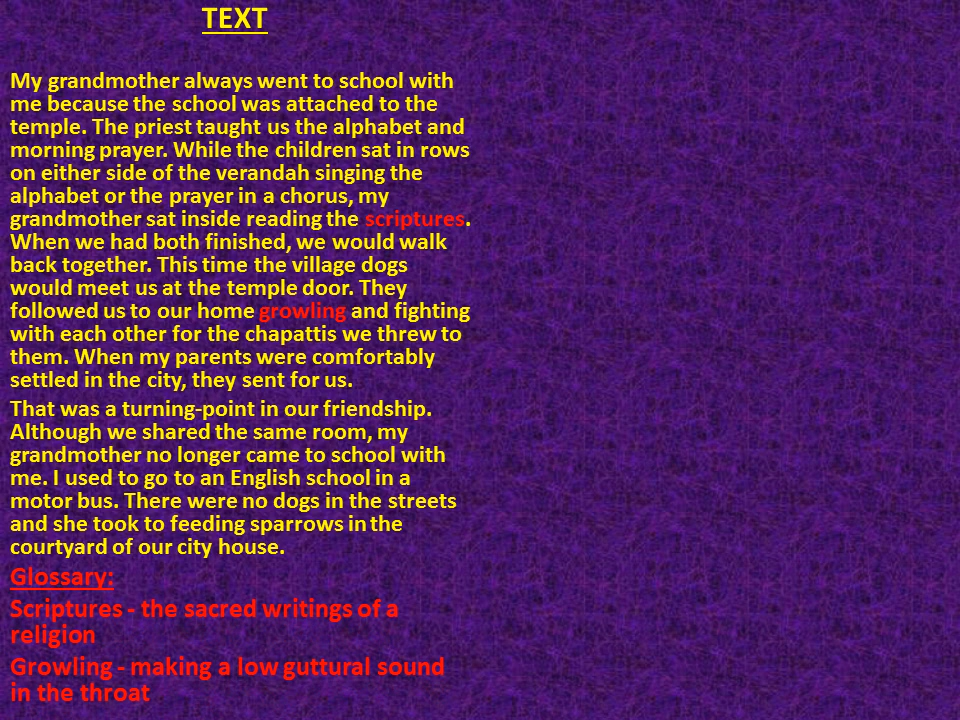 TEXT
My grandmother always went to school with
me because the school was attached to the
temple. The priest taught us the alphabet and
morning prayer. While the children sat in rows
on either side of the verandah singing the
alphabet or the prayer in a chorus, my
grandmother sat inside reading the scriptures.
When we had both finished, we would walk
back together. This time the village dogs
would meet us at the temple door. They
followed us to our home growling and fighting
with each other for the chapattis we threw to
them. When my parents were comfortably
settled in the city, they sent for us.
That was a turning-point in our friendship.
Although we shared the same room, my
grandmother no longer came to school with
me. I used to go to an English school in a
motor bus. There were no dogs in the streets
and she took to feeding sparrows in the
courtyard of our city house.
Glossary:
Scriptures - the sacred writings of a
religion
Growling - making a low guttural sound
in the throat